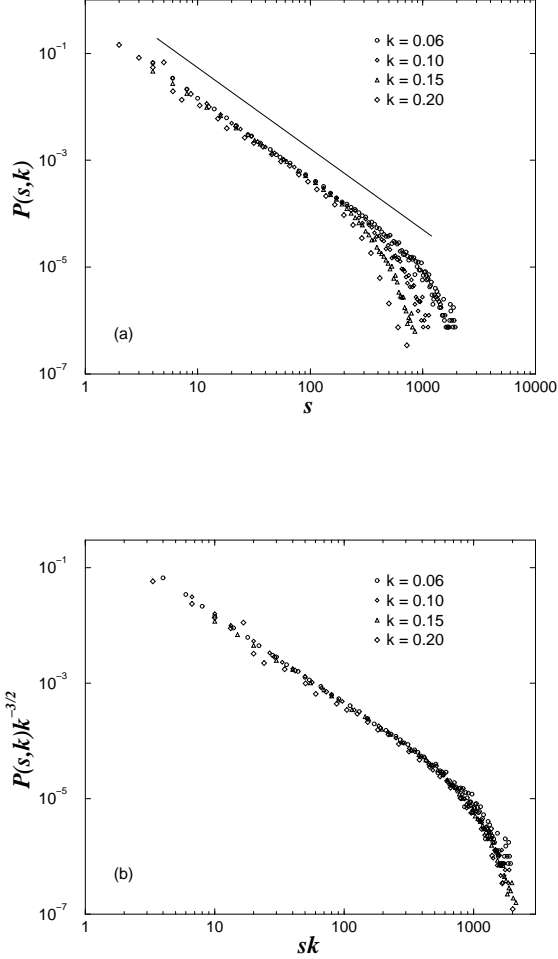 10⁻¹
10⁻³
10⁻⁵
10⁻⁷
P(s,k)
k = 0.06
k = 0.10
k = 0.15
k = 0.20
(a)
1 10 100 1000 10000
s
10⁻¹
10⁻³
10⁻⁵
10⁻⁷
P(s,k)k⁻³ᐟ²
k = 0.06
k = 0.10
k = 0.15
k = 0.20
(b)
1 10 100 1000
sk